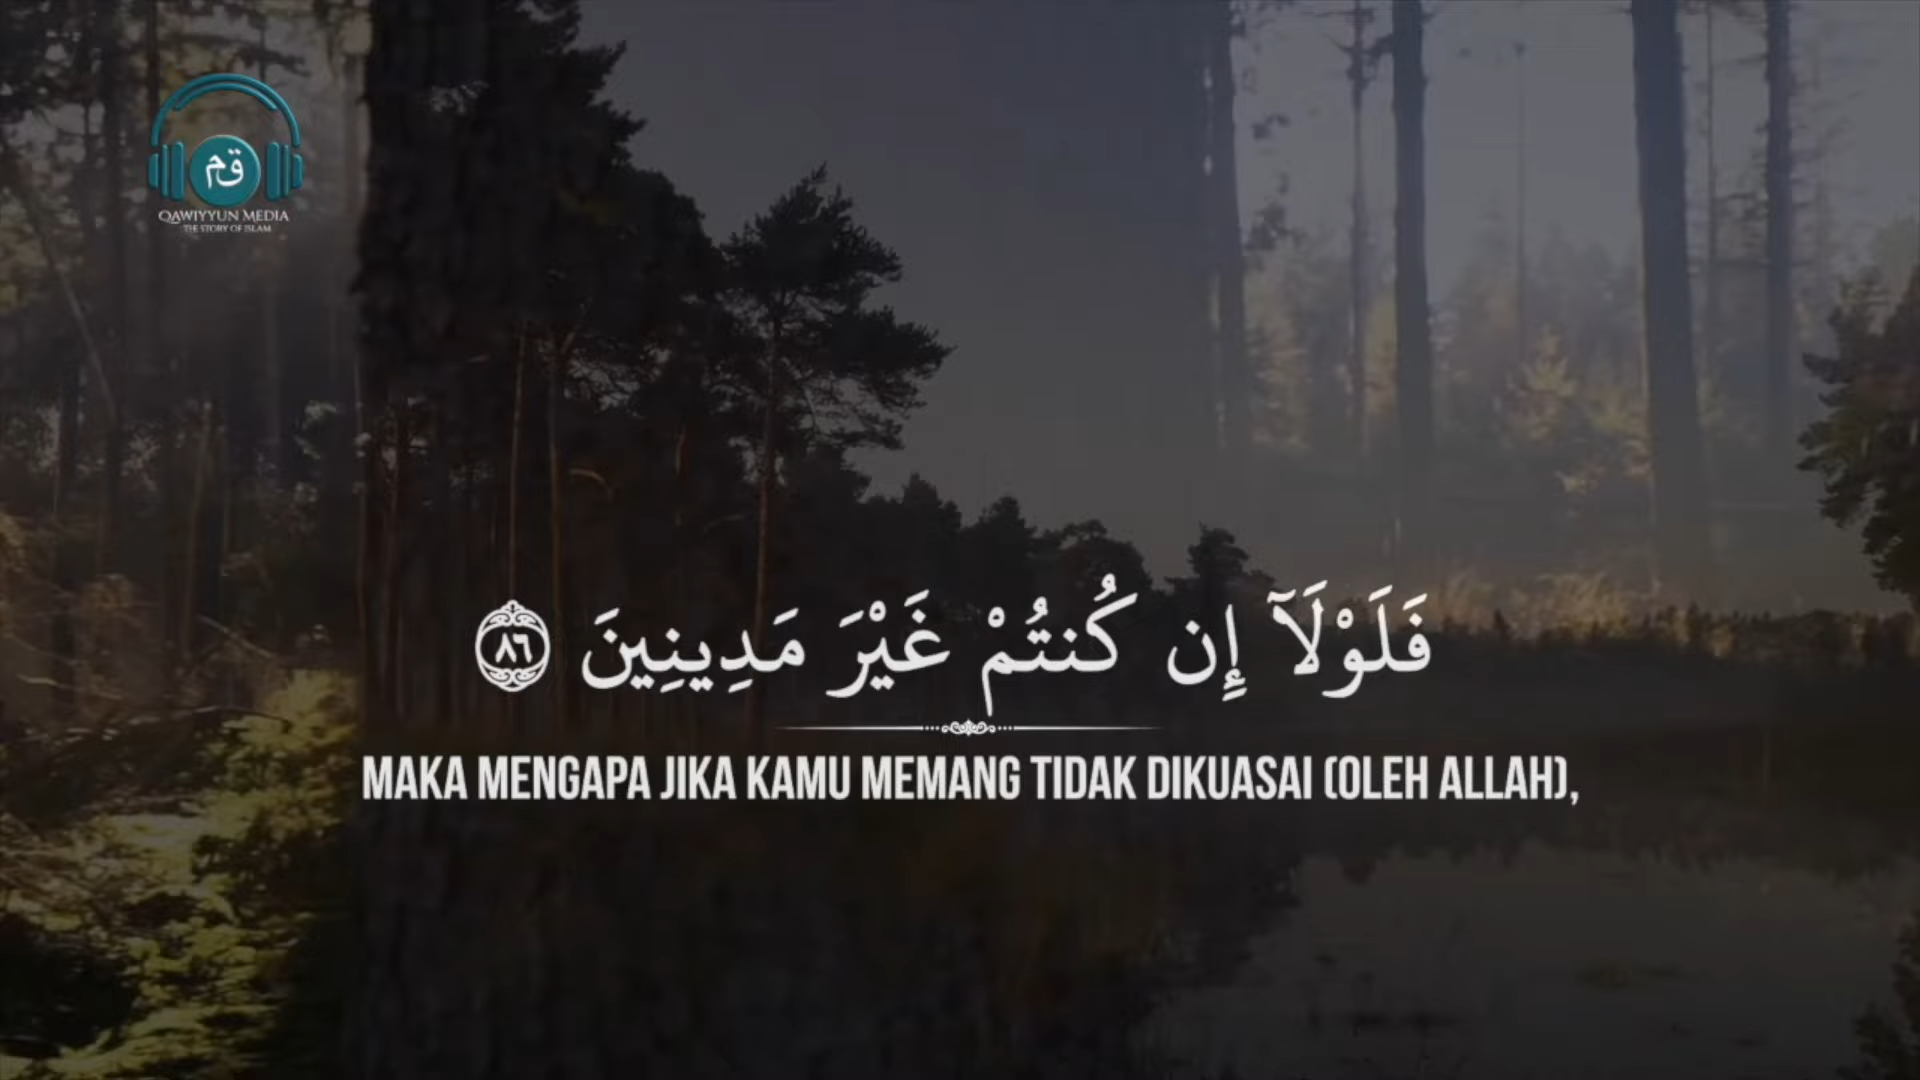 قم
QAWIYYUN MEDIA
THE STORY OF ISLAM
فَلَوْلَآ إِن كُنتُمْ غَيْرَ مَدِينِينَ ٨٦
MAKA MENGAPA JIKA KAMU MEMANG TIDAK DIKUASAI (OLEH ALLAH),